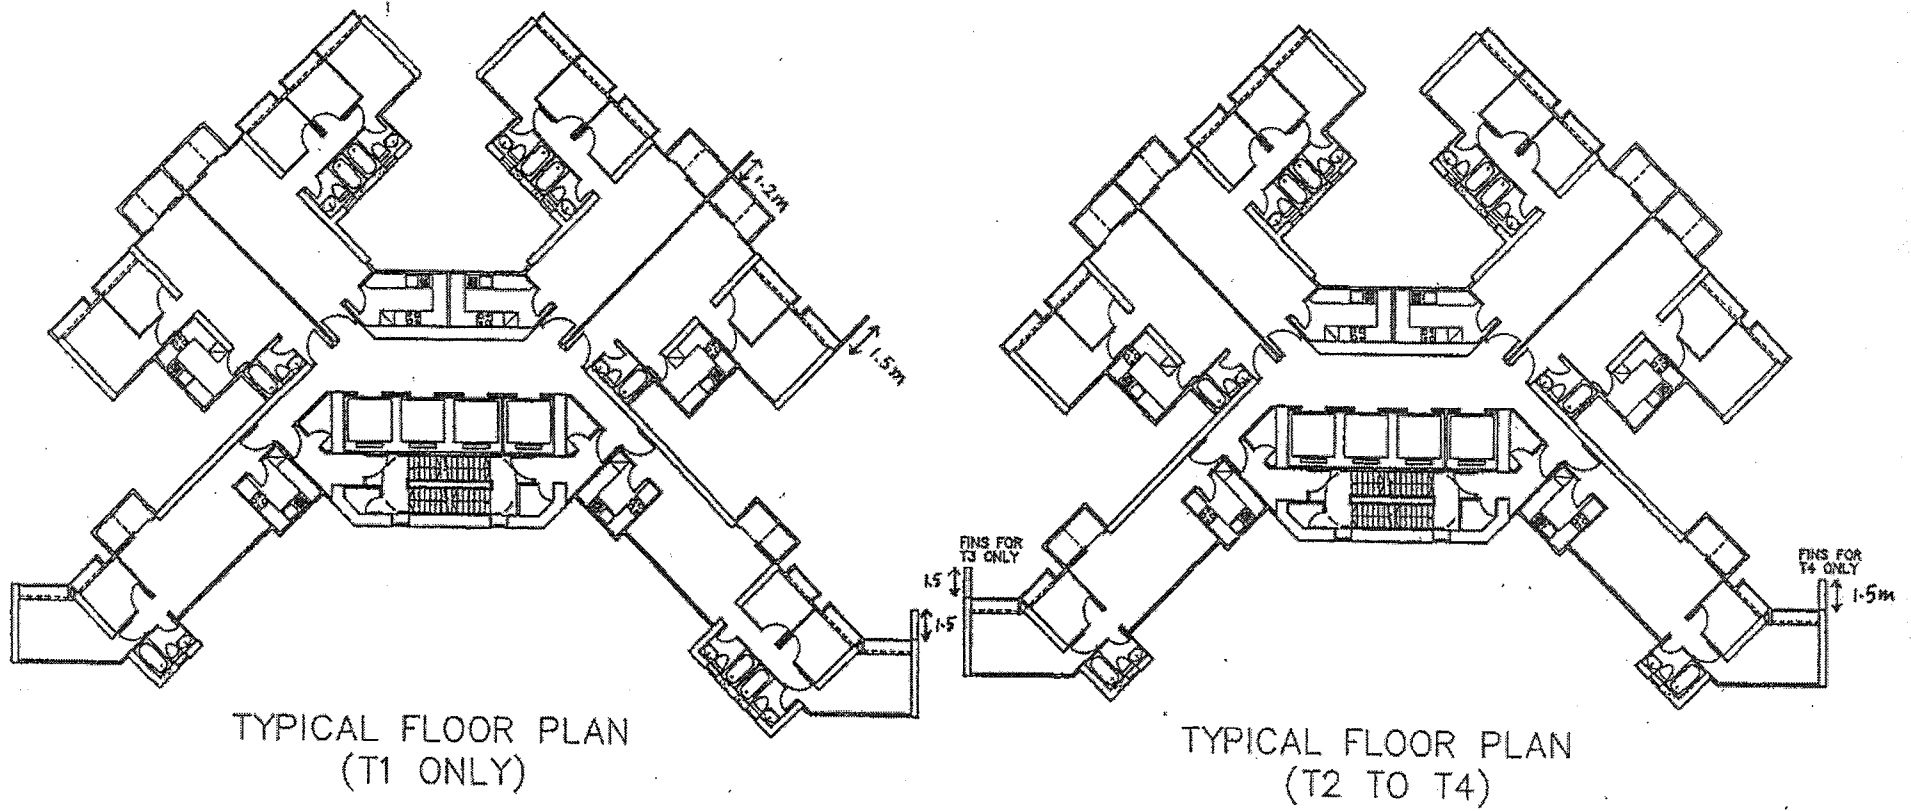 1.2m
1.5m
1.5
TYPICAL FLOOR PLAN
(T1 ONLY)
FINS FOR
T3 ONLY
1.5
FINS FOR
T4 ONLY
1.5m
TYPICAL FLOOR PLAN
(T2 TO T4)